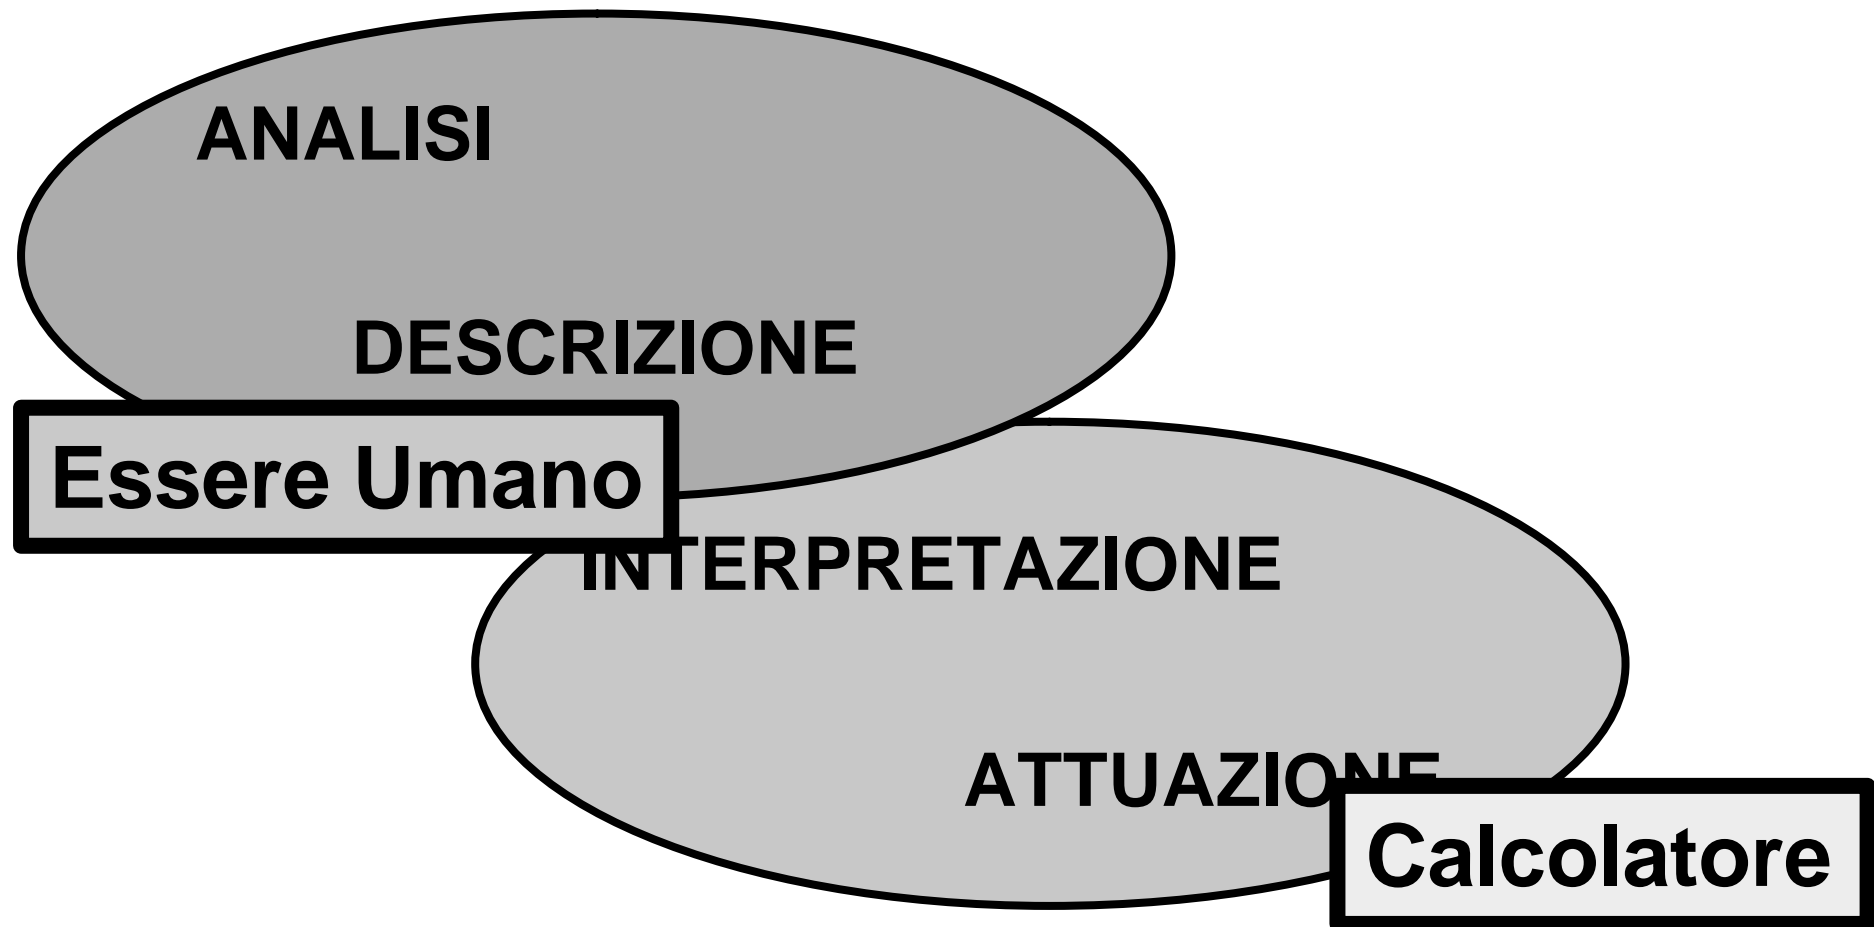 ANALISI
DESCRIZIONE
Essere Umano
INTERPRETAZIONE
ATTUAZIONE
Calcolatore